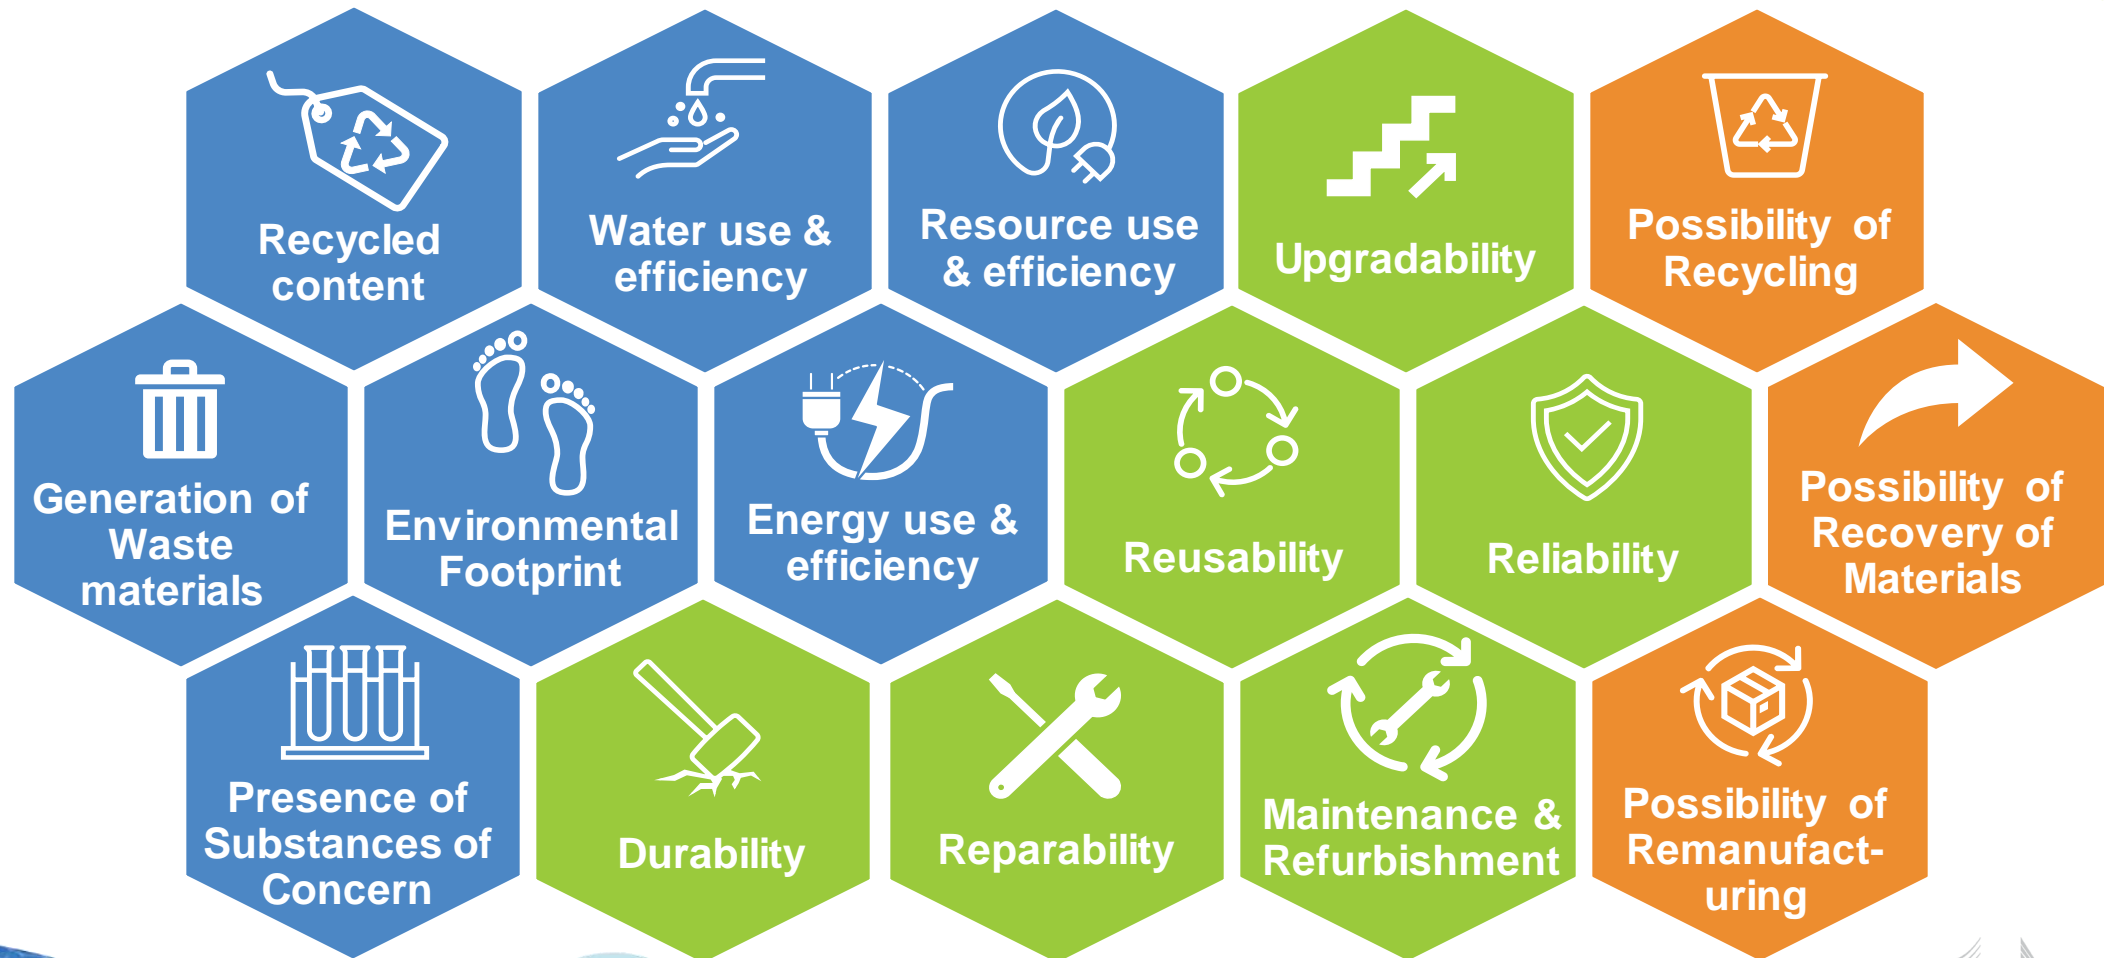 Recycled
content
Water use &
efficiency
Resource use
& efficiency
Upgradability
Possibility of
Recycling
Generation of
Waste
materials
Environmental
Footprint
Energy use &
efficiency
Reusability
Reliability
Possibility of
Recovery of
Materials
Presence of
Substances of
Concern
Durability
Reparability
Maintenance &
Refurbishment
Possibility of
Remanufact-
uring